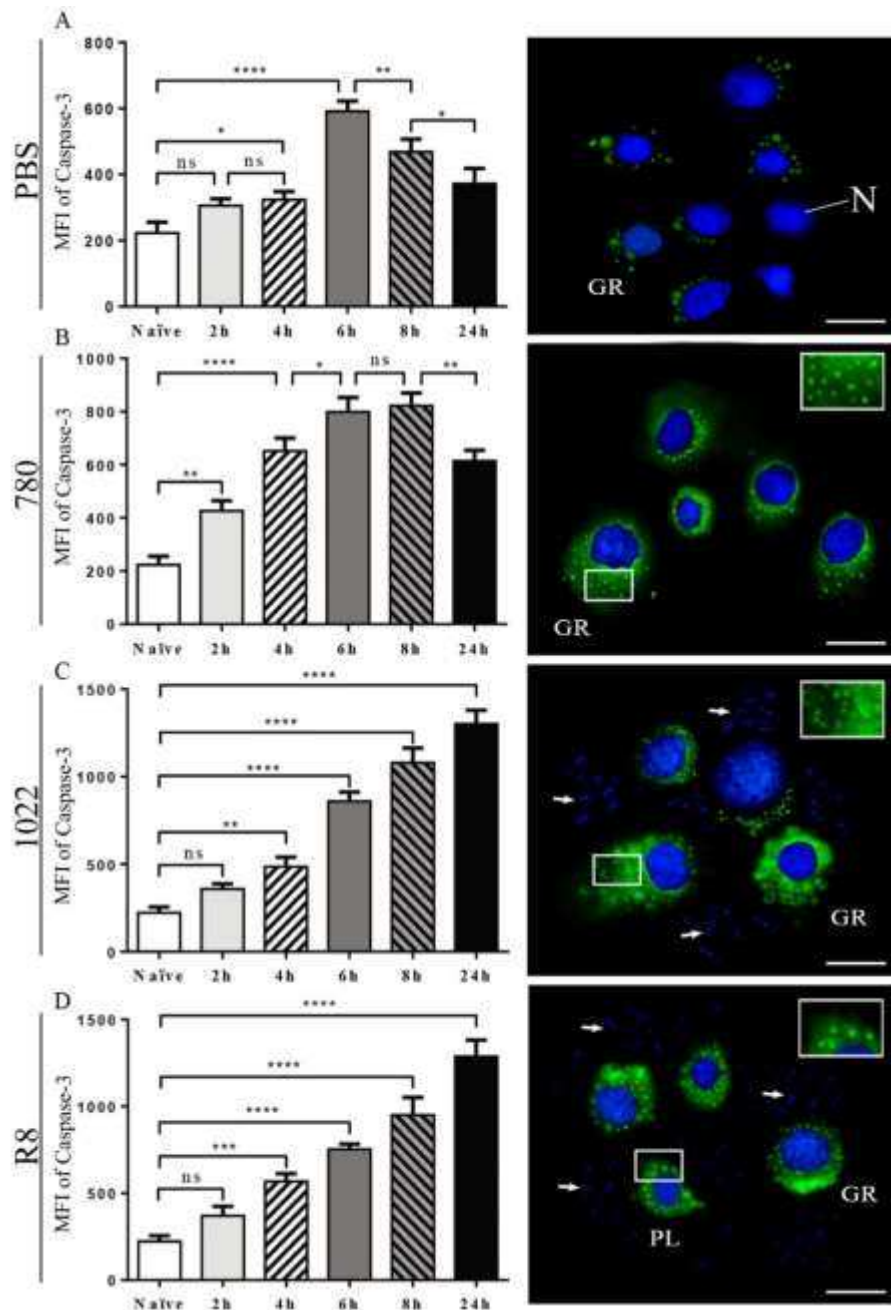 A
PBS
MFI of Caspase-3
800
600
400
200
0
****
**
*
*
ns
ns
Naïve 2h 4h 6h 8h 24h
N
GR
B
780
MFI of Caspase-3
1000
800
600
400
200
0
****
*
ns
**
**
Naïve 2h 4h 6h 8h 24h
GR
C
1022
MFI of Caspase-3
1500
1000
500
0
****
****
****
**
ns
Naïve 2h 4h 6h 8h 24h
GR
D
R8
MFI of Caspase-3
1500
1000
500
0
****
****
****
***
ns
Naïve 2h 4h 6h 8h 24h
GR
PL